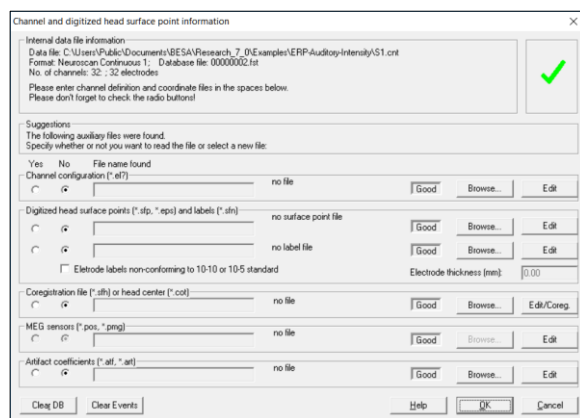 Channel and digitized head surface point information
Internal data file information
Data file: C:\Users\Public\Documents\BESA\Research_7_0\Examples\ERP-Auditory-Intensity\S1.cnt
Format: Neuroscan Continuous 1; Database file: 00000002.fst
No. of channels: 32: ; 32 electrodes
Please enter channel definition and coordinate files in the spaces below.
Please don't forget to check the radio buttons!
Suggestions
The following auxiliary files were found.
Specify whether or not you want to read the file or select a new file:
Yes No File name found
Channel configuration (*.el?)
no file Good Browse... Edit
Digitized head surface points (*.sfp, *.eps) and labels (*.sfn)
no surface point file Good Browse... Edit
no label file Good Browse... Edit
Eletrode labels non-conforming to 10-10 or 10-5 standard Electrode thickness (mm): 0.00
Coregistration file (*.sfh) or head center (*.cot)
no file Good Browse... Edit/Coreg.
MEG sensors (*.pos, *.pmg)
no file Good Browse... Edit
Artifact coefficients (*.atf, *.art)
no file Good Browse... Edit
Clear DB Clear Events Help OK Cancel